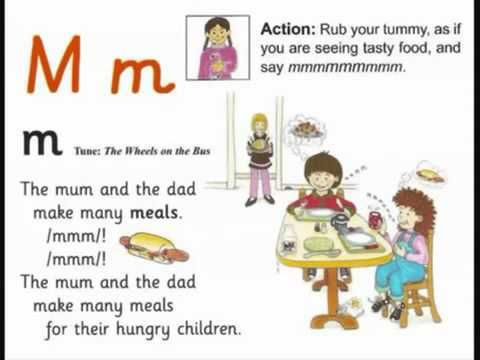 M m
Action: Rub your tummy, as if
you are seeing tasty food, and
say mmmmmmmmm.
m Tune: The Wheels on the Bus
The mum and the dad
make many meals.
/mmm/!
/mmm/!
The mum and the dad
make many meals
for their hungry children.